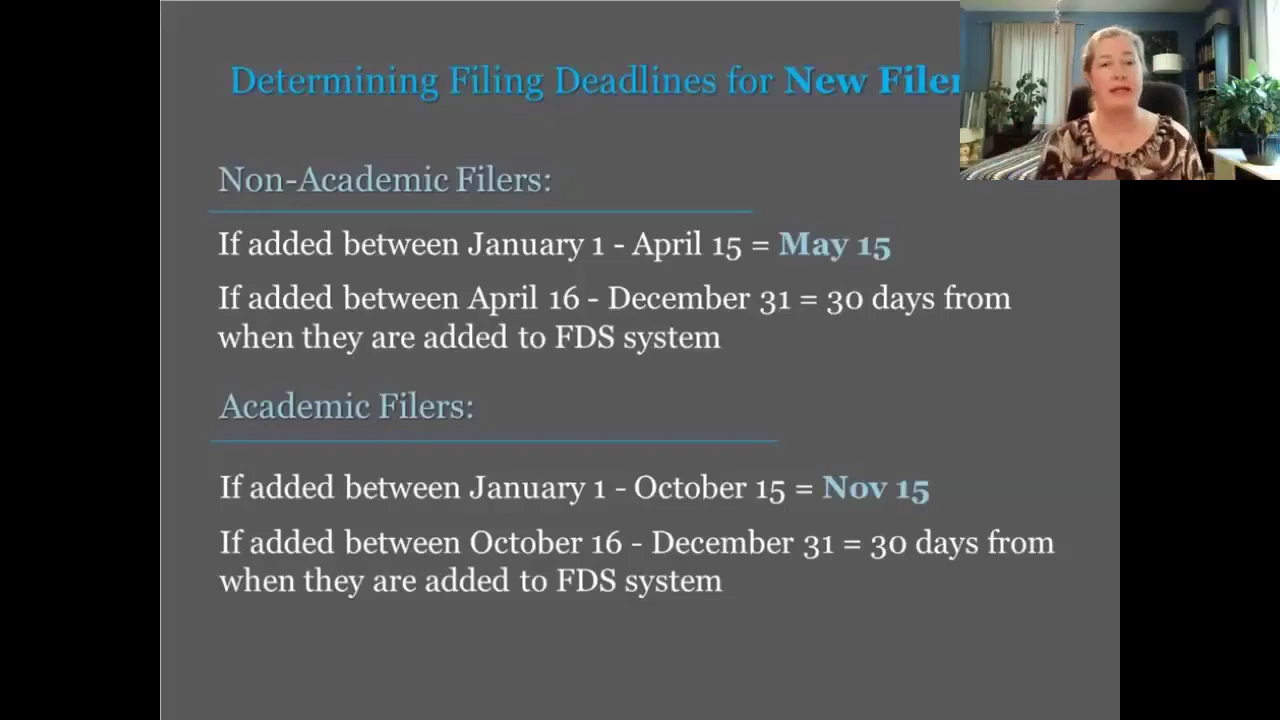 Determining Filing Deadlines for New
Non-Academic Filers:
If added between January 1 - April 15 = May 15
If added between April 16 - December 31 = 30 days from
when they are added to FDS system
Academic Filers:
If added between January 1 - October 15 = Nov 15
If added between October 16 - December 31 = 30 days from
when they are added to FDS system